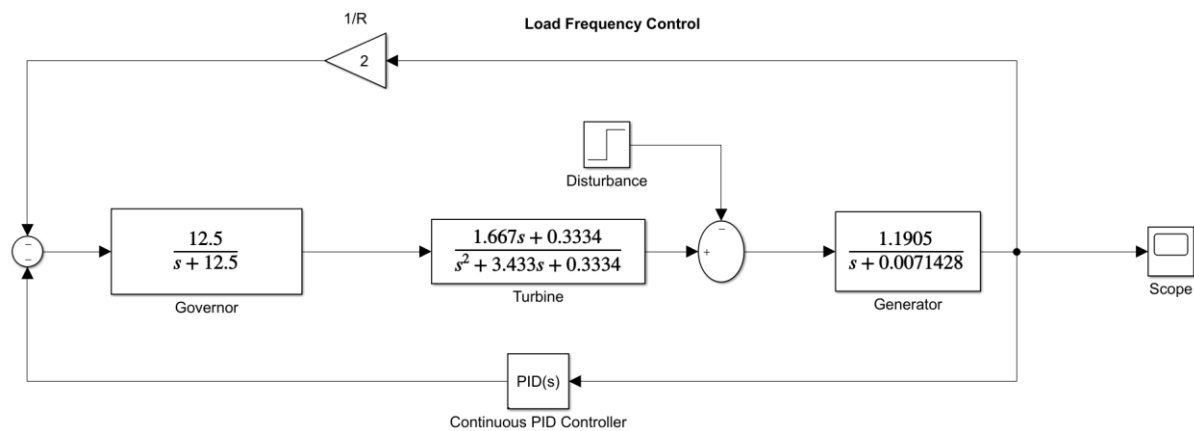 Load Frequency Control
1/R
2
Disturbance
−
−
−
+
12.5
s + 12.5
Governor
1.667s + 0.3334
s² + 3.433s + 0.3334
Turbine
1.1905
s + 0.0071428
Generator
Scope
PID(s)
Continuous PID Controller